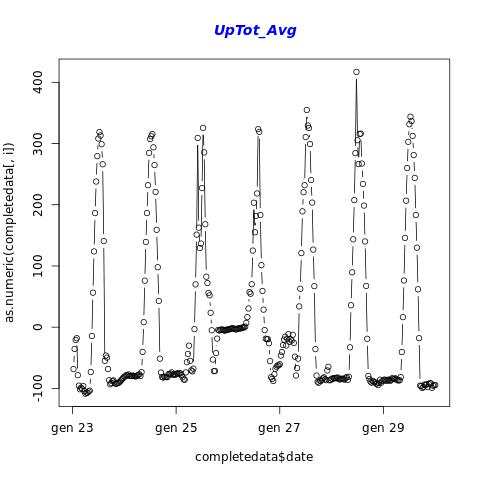 UpTot_Avg
400
300
200
100
0
-100
as.numeric(completedata[, i])
gen 23
gen 25
gen 27
gen 29
completedata$date